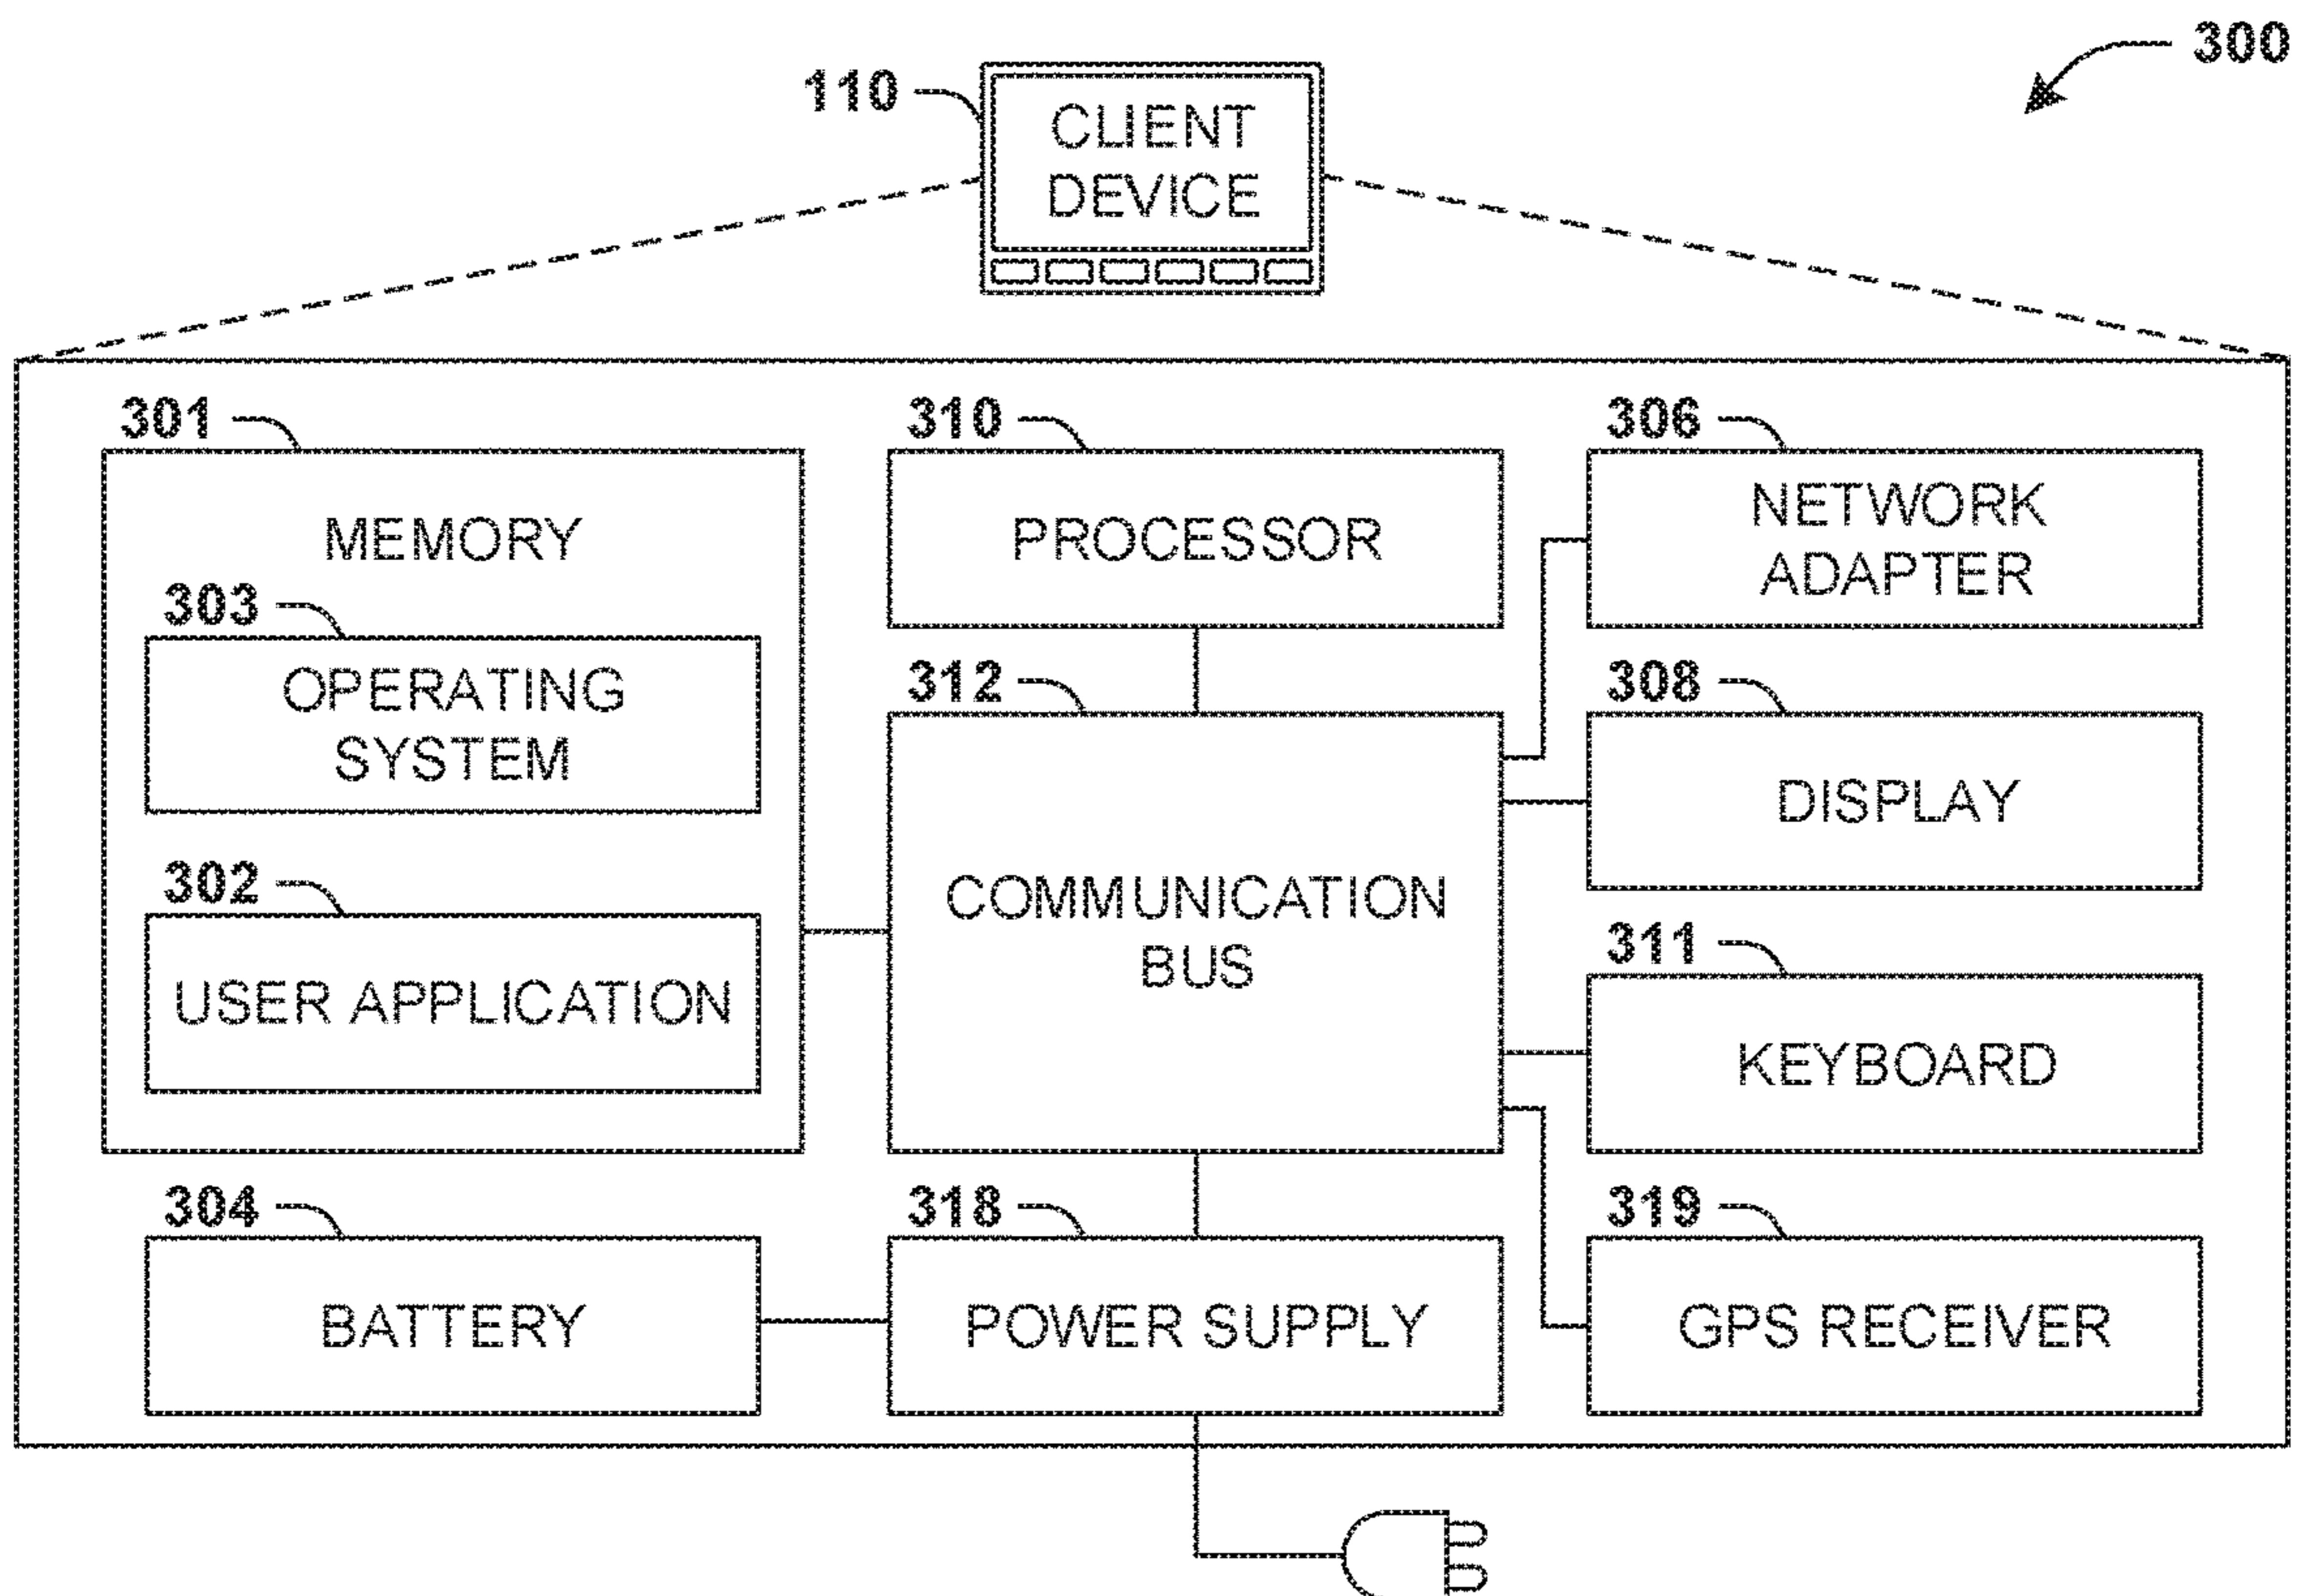 300
110
CLIENT
DEVICE
301
MEMORY
303
OPERATING
SYSTEM
302
USER APPLICATION
304
BATTERY
310
PROCESSOR
312
COMMUNICATION
BUS
318
POWER SUPPLY
306
NETWORK
ADAPTER
308
DISPLAY
311
KEYBOARD
319
GPS RECEIVER